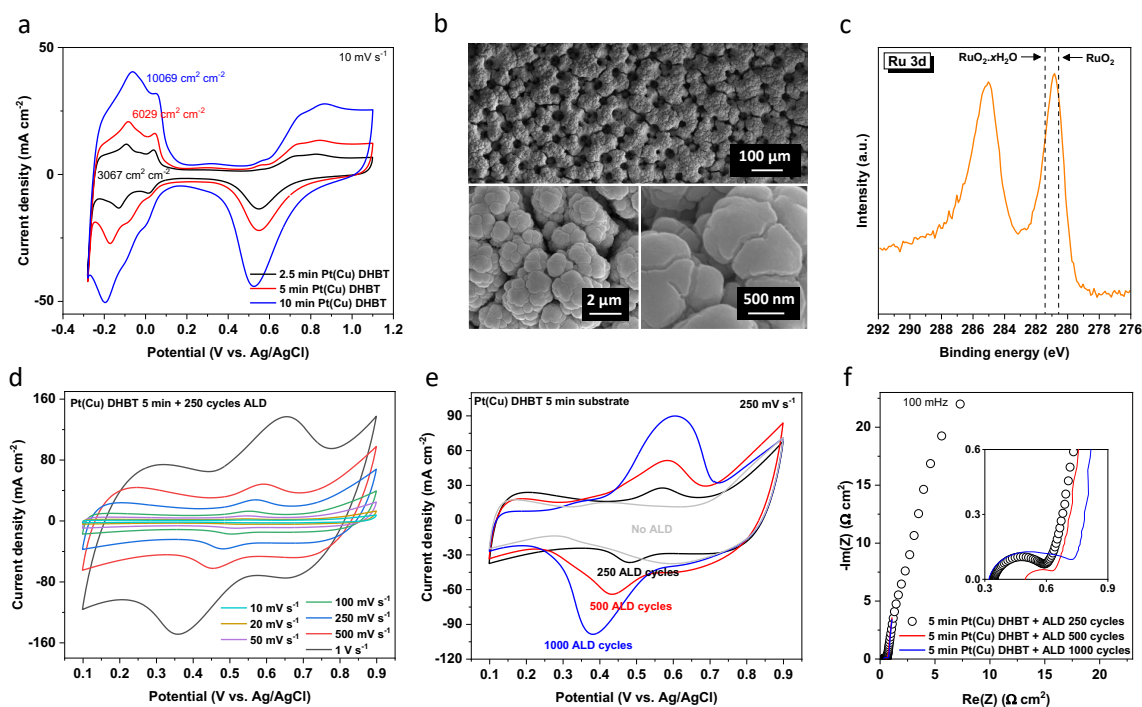 a
10 mV s⁻¹
10069 cm² cm⁻²
6029 cm² cm⁻²
3067 cm² cm⁻²
2.5 min Pt(Cu) DHBT
5 min Pt(Cu) DHBT
10 min Pt(Cu) DHBT
50
0
-50
-0.4 -0.2 0.0 0.2 0.4 0.6 0.8 1.0 1.2
Current density (mA cm⁻²)
Potential (V vs. Ag/AgCl)
b
100 µm
2 µm
500 nm
c
Ru 3d
RuO₂.xH₂O
RuO₂
Intensity (a.u.)
292 290 288 286 284 282 280 278 276
Binding energy (eV)
d
Pt(Cu) DHBT 5 min + 250 cycles ALD
160
80
0
-80
-160
Current density (mA cm⁻²)
10 mV s⁻¹
20 mV s⁻¹
50 mV s⁻¹
100 mV s⁻¹
250 mV s⁻¹
500 mV s⁻¹
1 V s⁻¹
0.1 0.2 0.3 0.4 0.5 0.6 0.7 0.8 0.9
Potential (V vs. Ag/AgCl)
e
Pt(Cu) DHBT 5 min substrate
250 mV s⁻¹
90
60
30
0
-30
-60
-90
-120
Current density (mA cm⁻²)
No ALD
250 ALD cycles
500 ALD cycles
1000 ALD cycles
0.1 0.2 0.3 0.4 0.5 0.6 0.7 0.8 0.9
Potential (V vs. Ag/AgCl)
f
100 mHz
20
15
10
5
0
-Im(Z) (Ω cm²)
0.6
0.3
0.0
0.3 0.6 0.9
5 min Pt(Cu) DHBT + ALD 250 cycles
5 min Pt(Cu) DHBT + ALD 500 cycles
5 min Pt(Cu) DHBT + ALD 1000 cycles
0 5 10 15 20
Re(Z) (Ω cm²)